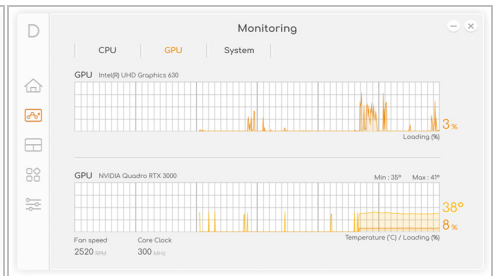 D
Monitoring
CPU GPU System
GPU Intel(R) UHD Graphics 630
3 %
Loading (%)
GPU NVIDIA Quadro RTX 3000 Min : 35° Max : 41°
38°
8 %
Temperature (°C) / Loading (%)
Fan speed Core Clock
2520 RPM 300 MHz